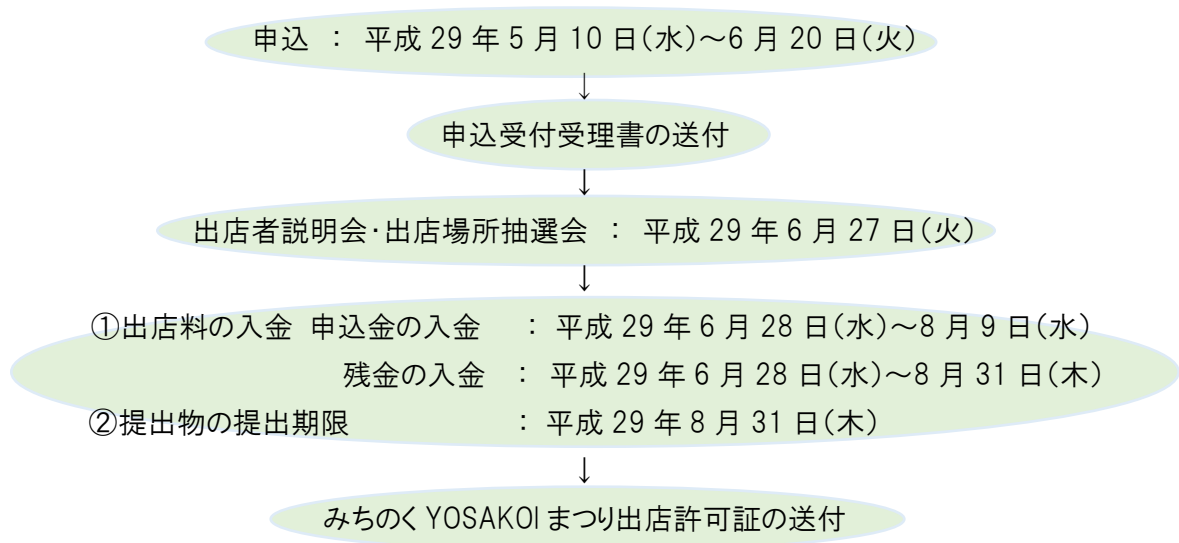 申込 : 平成 29 年 5 月 10 日(水)~6 月 20 日(火)
↓
申込受付受理書の送付
↓
出店者説明会・出店場所抽選会 : 平成 29 年 6 月 27 日(火)
↓
①出店料の入金 申込金の入金 : 平成 29 年 6 月 28 日(水)~8 月 9 日(水)
残金の入金 : 平成 29 年 6 月 28 日(水)~8 月 31 日(木)
②提出物の提出期限 : 平成 29 年 8 月 31 日(木)
↓
みちのく YOSAKOI まつり出店許可証の送付